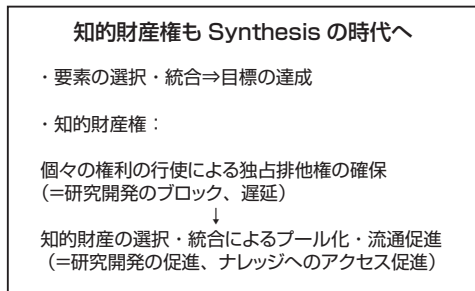 知的財産権も Synthesis の時代へ
・要素の選択・統合⇒目標の達成
・知的財産権：
個々の権利の行使による独占排他権の確保
(=研究開発のブロック、遅延)
↓
知的財産の選択・統合によるプール化・流通促進
(=研究開発の促進、ナレッジへのアクセス促進)